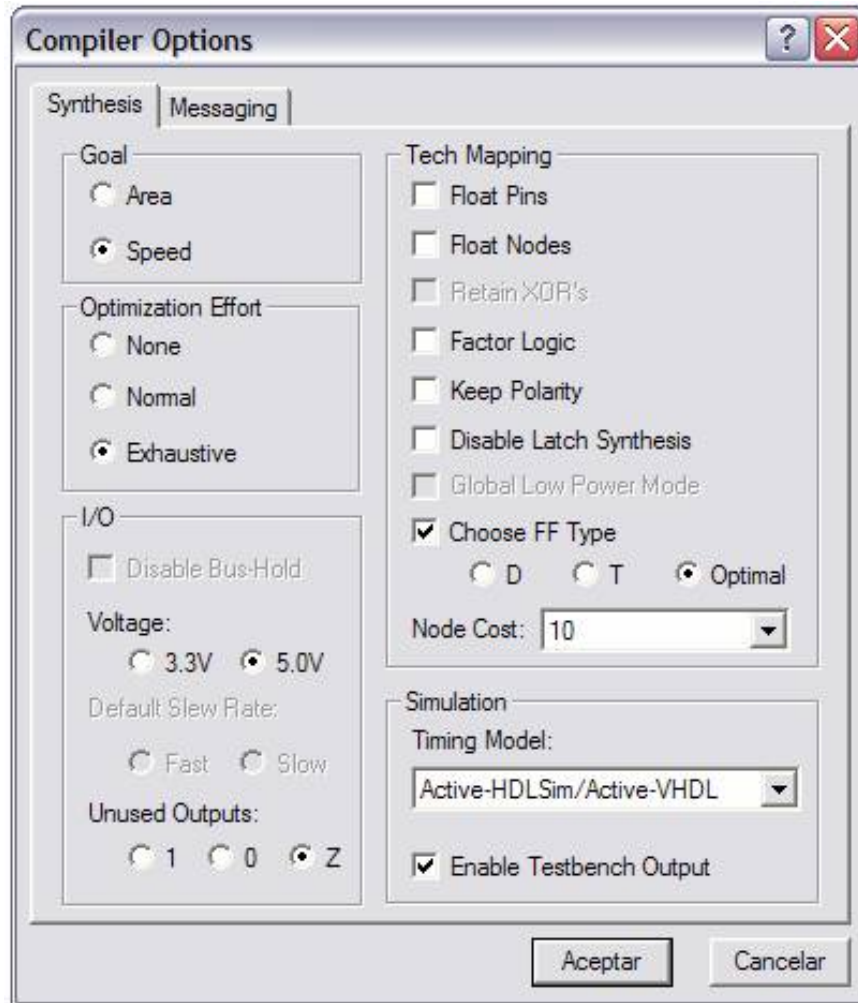 Compiler Options
Synthesis
Messaging
Goal
Area
Speed
Optimization Effort
None
Normal
Exhaustive
I/O
Disable Bus-Hold
Voltage:
3.3V 5.0V
Default Slew Rate:
Fast Slow
Unused Outputs:
1 0 Z
Tech Mapping
Float Pins
Float Nodes
Retain XOR's
Factor Logic
Keep Polarity
Disable Latch Synthesis
Global Low Power Mode
Choose FF Type
D T Optimal
Node Cost: 10
Simulation
Timing Model:
Active-HDLSim/Active-VHDL
Enable Testbench Output
Aceptar Cancelar